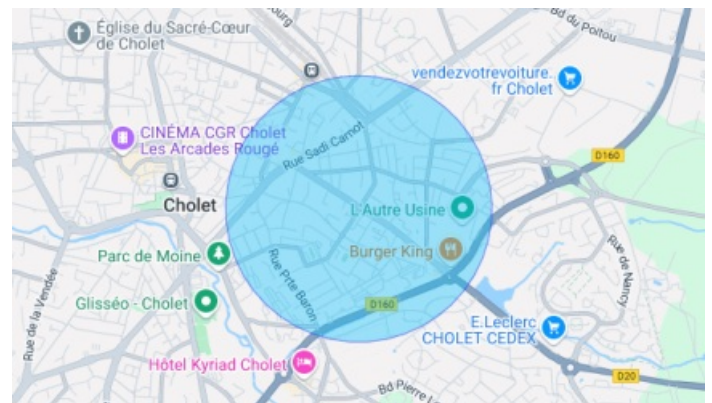 Église du Sacré-Cœur
de Cholet
Bd du Poitou
vendezvotrevoiture.
fr Cholet
CINÉMA CGR Cholet
Les Arcades Rougé
Rue Sadi Carnot
D160
Cholet
L'Autre Usine
Parc de Moine
Burger King
Rue de Nancy
Rue Prte Baron
Glisséo - Cholet
D160
Rue de la Vendée
E.Leclerc
CHOLET CEDEX
Hôtel Kyriad Cholet
D20
Bd Pierre